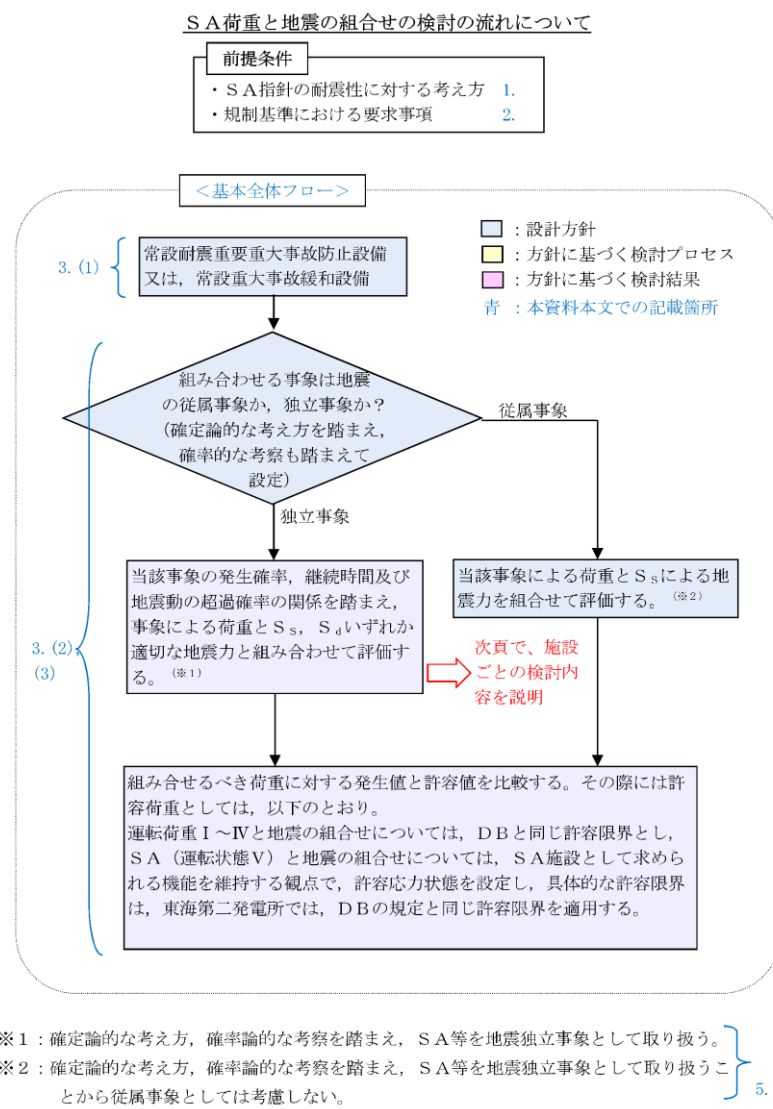 ＳＡ荷重と地震の組合せの検討の流れについて
前提条件
・ＳＡ指針の耐震性に対する考え方 1.
・規制基準における要求事項 2.
＜基本全体フロー＞
：設計方針
：方針に基づく検討プロセス
：方針に基づく検討結果
青 ：本資料本文での記載箇所
3. (1)
常設耐震重要重大事故防止設備
又は，常設重大事故緩和設備
組み合わせる事象は地震
の従属事象か，独立事象か？
（確定論的な考え方を踏まえ，
確率的な考察も踏まえて
設定）
従属事象
独立事象
3. (2),
(3)
当該事象の発生確率，継続時間及び
地震動の超過確率の関係を踏まえ，
事象による荷重とＳｓ，Ｓｄいずれか
適切な地震力と組み合わせて評価す
る。（※１）
当該事象による荷重とＳｓによる地
震力を組合せて評価する。（※２）
次頁で、施設
ごとの検討内
容を説明
組み合せるべき荷重に対する発生値と許容値を比較する。その際には許
容荷重としては，以下のとおり。
運転荷重Ⅰ～Ⅳと地震の組合せについては，ＤＢと同じ許容限界とし，
ＳＡ（運転状態Ⅴ）と地震の組合せについては，ＳＡ施設として求めら
れる機能を維持する観点で，許容応力状態を設定し，具体的な許容限界
は，東海第二発電所では，ＤＢの規定と同じ許容限界を適用する。
※１：確定論的な考え方，確率論的な考察を踏まえ，ＳＡ等を地震独立事象として取り扱う。
※２：確定論的な考え方，確率論的な考察を踏まえ，ＳＡ等を地震独立事象として取り扱うこ
とから従属事象としては考慮しない。
5.